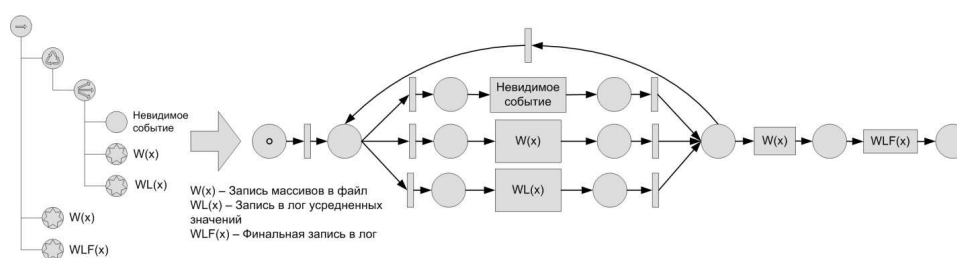 Невидимое
событие
W(x)
WL(x)
W(x)
WLF(x)
W(x) – Запись массивов в файл
WL(x) – Запись в лог усредненных
значений
WLF(x) – Финальная запись в лог
Невидимое
событие
W(x)
WL(x)
W(x)
WLF(x)